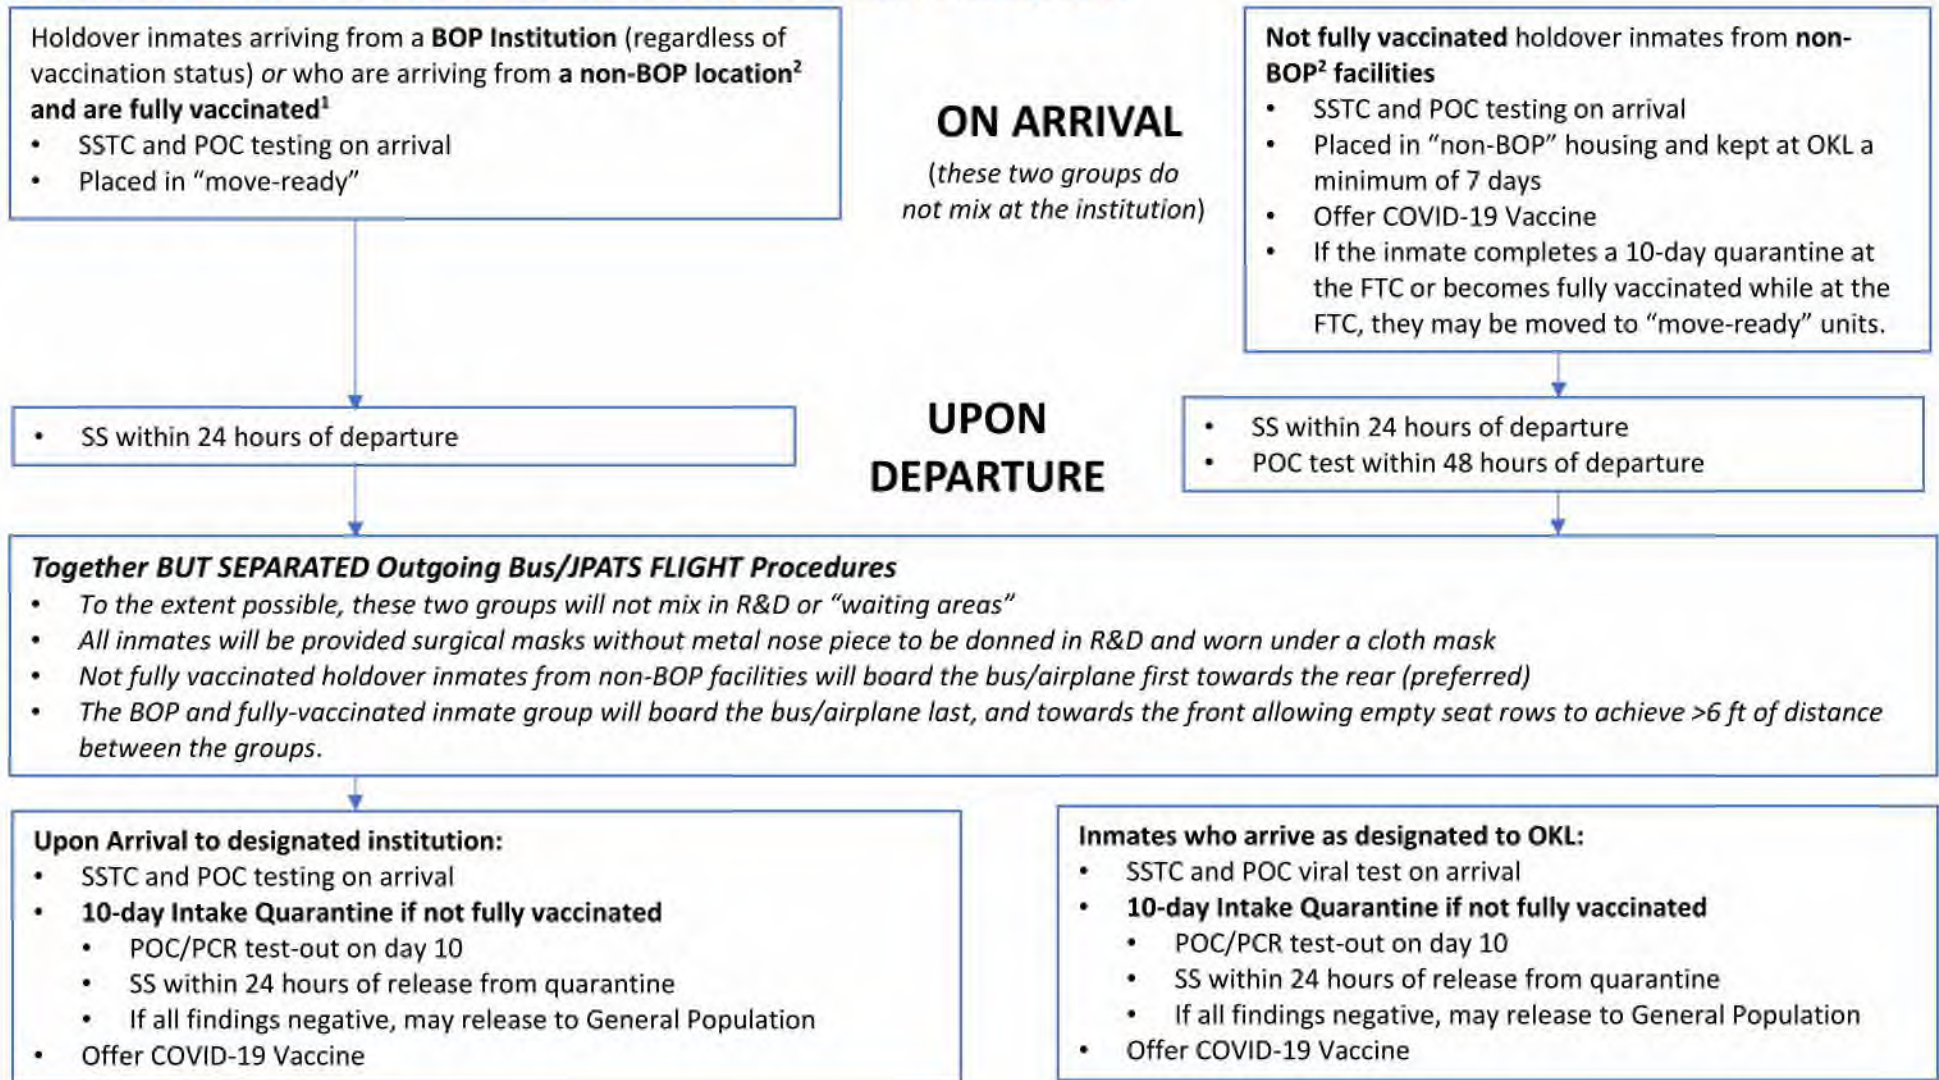 Holdover inmates arriving from a BOP Institution (regardless of
vaccination status) or who are arriving from a non-BOP location²
and are fully vaccinated¹
• SSTC and POC testing on arrival
• Placed in “move-ready”
ON ARRIVAL
(these two groups do
not mix at the institution)
Not fully vaccinated holdover inmates from non-
BOP² facilities
• SSTC and POC testing on arrival
• Placed in “non-BOP” housing and kept at OKL a
minimum of 7 days
• Offer COVID-19 Vaccine
• If the inmate completes a 10-day quarantine at
the FTC or becomes fully vaccinated while at the
FTC, they may be moved to “move-ready” units.
• SS within 24 hours of departure
UPON
DEPARTURE
• SS within 24 hours of departure
• POC test within 48 hours of departure
Together BUT SEPARATED Outgoing Bus/JPATS FLIGHT Procedures
• To the extent possible, these two groups will not mix in R&D or “waiting areas”
• All inmates will be provided surgical masks without metal nose piece to be donned in R&D and worn under a cloth mask
• Not fully vaccinated holdover inmates from non-BOP facilities will board the bus/airplane first towards the rear (preferred)
• The BOP and fully-vaccinated inmate group will board the bus/airplane last, and towards the front allowing empty seat rows to achieve >6 ft of distance
between the groups.
Upon Arrival to designated institution:
• SSTC and POC testing on arrival
• 10-day Intake Quarantine if not fully vaccinated
• POC/PCR test-out on day 10
• SS within 24 hours of release from quarantine
• If all findings negative, may release to General Population
• Offer COVID-19 Vaccine
Inmates who arrive as designated to OKL:
• SSTC and POC viral test on arrival
• 10-day Intake Quarantine if not fully vaccinated
• POC/PCR test-out on day 10
• SS within 24 hours of release from quarantine
• If all findings negative, may release to General Population
• Offer COVID-19 Vaccine